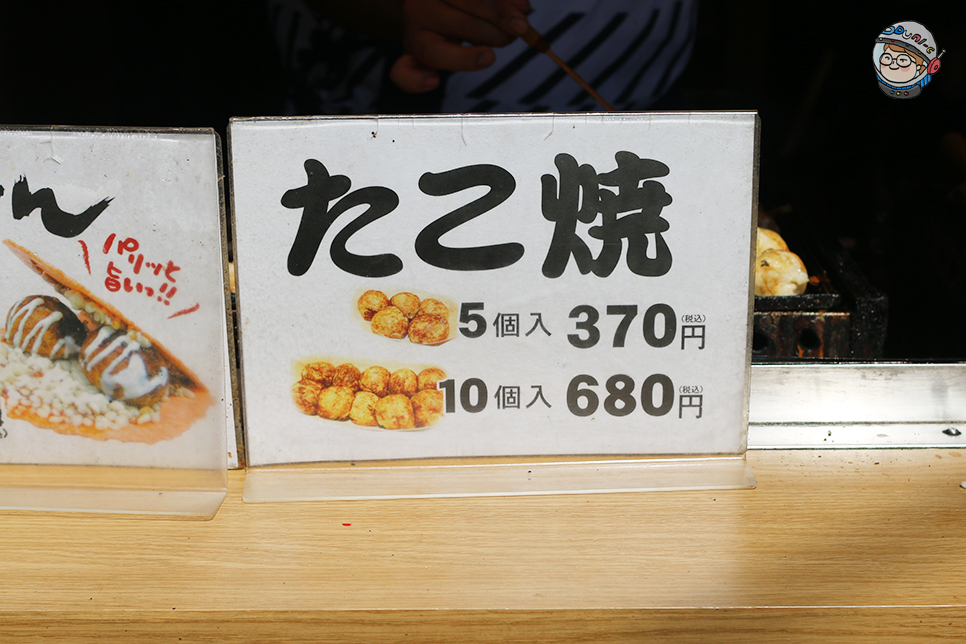 ん
パリッと
旨いっ!!
たこ焼
5個入 370円(税込)
10個入 680円(税込)